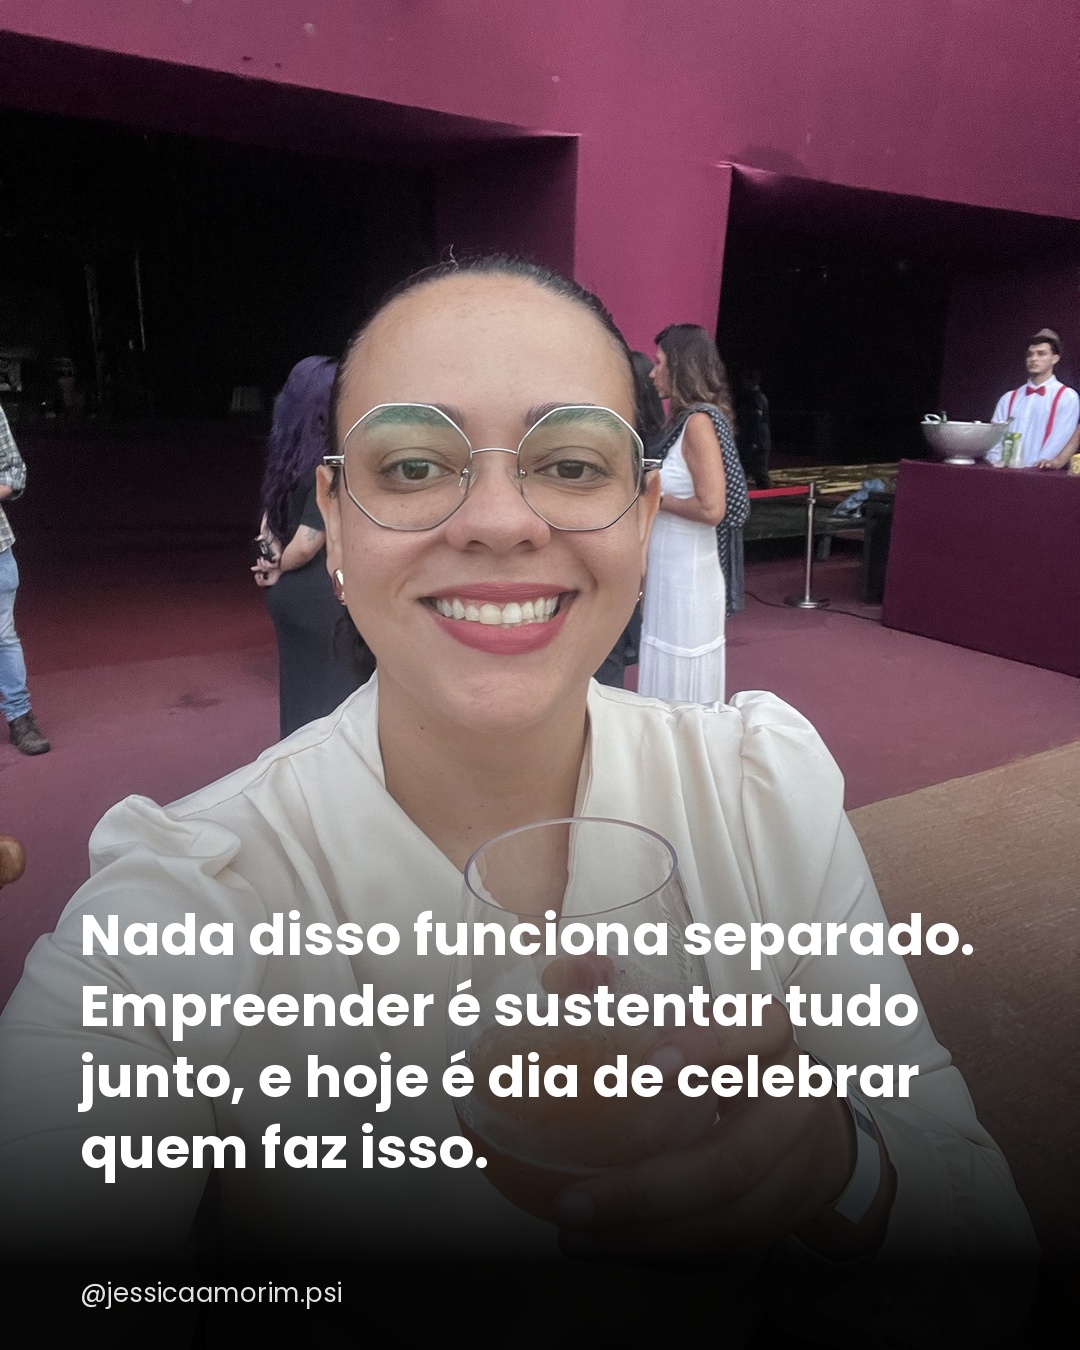 Nada disso funciona separado.
Empreender é sustentar tudo
junto, e hoje é dia de celebrar
quem faz isso.
@jessicaamorim.psi